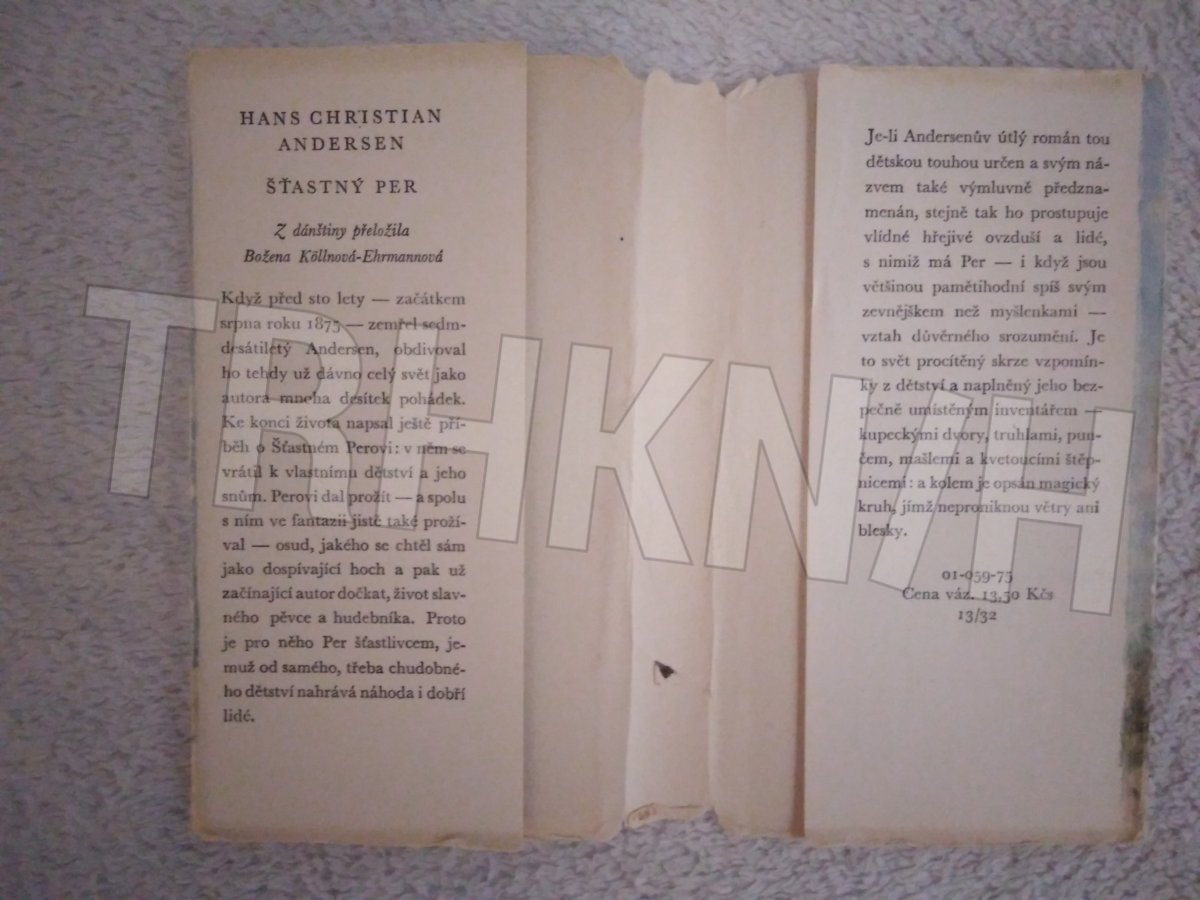 HANS CHRISTIAN
ANDERSEN
ŠŤASTNÝ PER
Z dánštiny přeložila
Božena Köllnová-Ehrmannová
Když před sto lety — začátkem
srpna roku 1875 — zemřel sedm-
desátiletý Andersen, obdivoval
ho tehdy už dávno celý svět jako
autora mnoha desítek pohádek.
Ke konci života napsal ještě pří-
běh o Šťastném Perovi: v něm se
vrátil k vlastnímu dětství a jeho
snům. Perovi dal prožít — a spolu
s ním ve fantazii jistě také proží-
val — osud, jakého se chtěl sám
jako dospívající hoch a pak už
začínající autor dočkat, život slav-
ného pěvce a hudebníka. Proto
je pro něho Per šťastlivcem, je-
muž od samého, třeba chudobné-
ho dětství nahrává náhoda i dobří
lidé.
Je-li Andersenův útlý román tou
dětskou touhou určen a svým ná-
zvem také výmluvně předzna-
menán, stejně tak ho prostupuje
vlídné hřejivé ovzduší a lidé,
s nimiž má Per — i když jsou
většinou pamětihodní spíš svým
zevnějškem než myšlenkami —
vztah důvěrného srozumění. Je
to svět procítěný skrze vzpomín-
ky z dětství a naplněný jeho bez-
pečně umístěným inventářem —
kupeckými dvory, truhlami, pun-
čem, mašlemi a kvetoucími štěp-
nicemi: a kolem je opsán magický
kruh, jímž neproniknou větry ani
blesky.
01-059-75
Cena váz. 13,50 Kčs
13/32
TRHKNIH